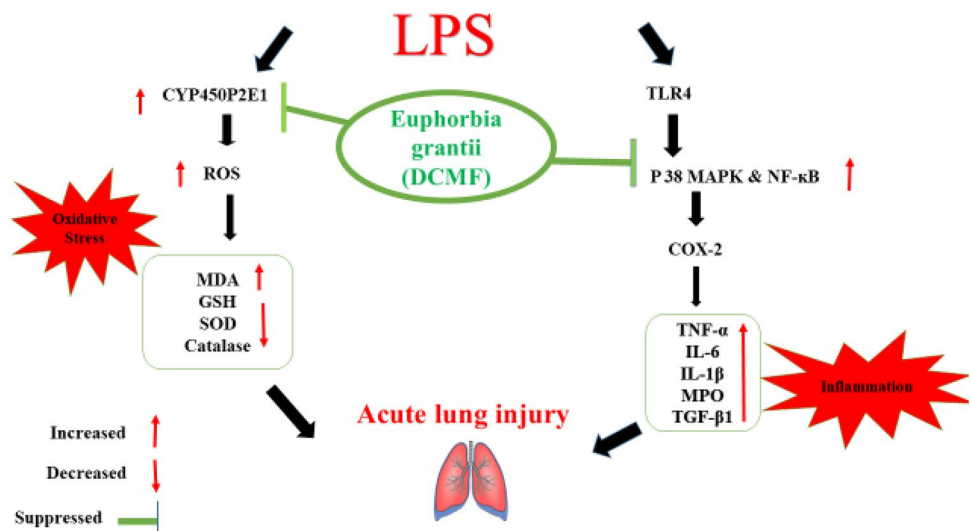 LPS
CYP450P2E1
TLR4
Euphorbia
grantii
(DCMF)
ROS
P 38 MAPK & NF-κB
Oxidative
Stress
COX-2
MDA
GSH
SOD
Catalase
TNF-α
IL-6
IL-1β
MPO
TGF-β1
Inflammation
Acute lung injury
Increased
Decreased
Suppressed